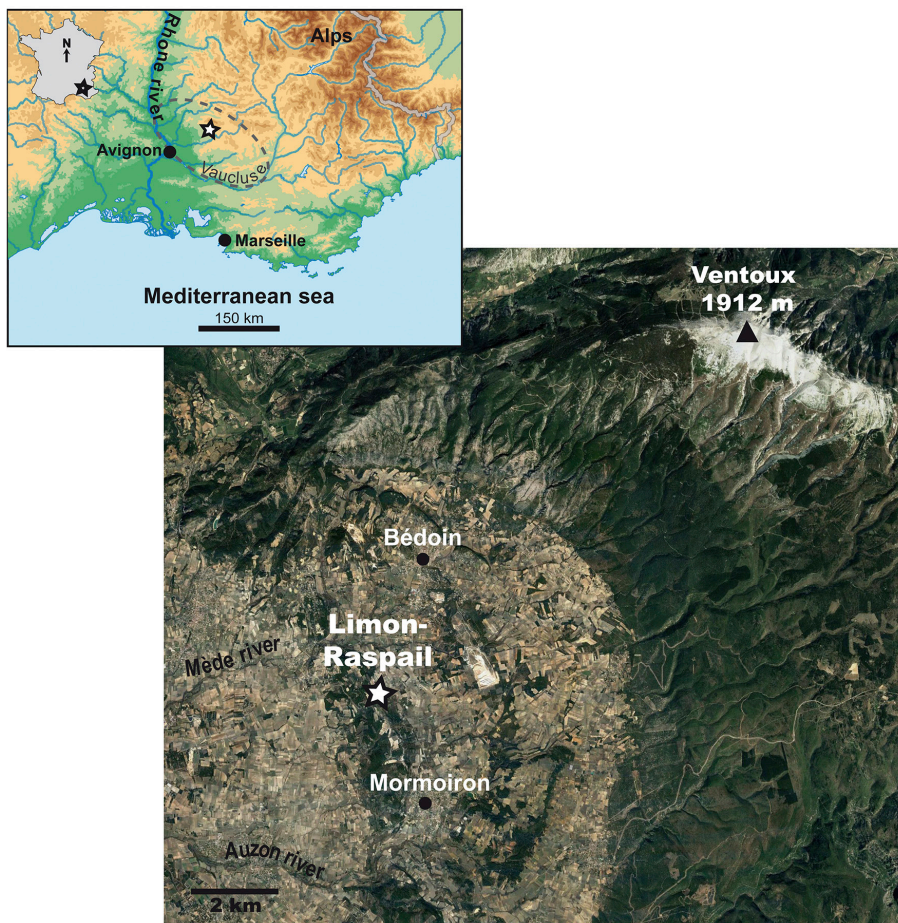 N
Rhone river
Alps
Avignon
Vaucluse
Marseille
Mediterranean sea
150 km
Ventoux
1912 m
Bédoin
Limon-
Raspail
Mède river
Mormoiron
Auzon river
2 km